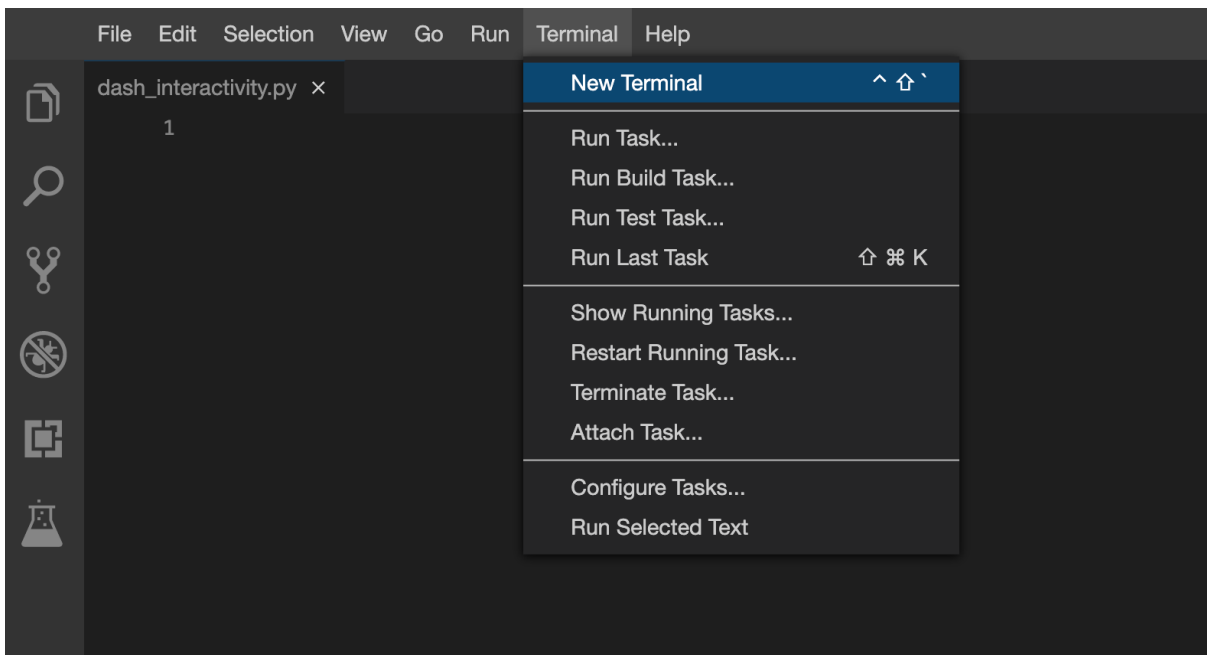 File Edit Selection View Go Run Terminal Help
dash_interactivity.py ×
1
New Terminal ^ ⇧ `
Run Task...
Run Build Task...
Run Test Task...
Run Last Task ⇧ ⌘ K
Show Running Tasks...
Restart Running Task...
Terminate Task...
Attach Task...
Configure Tasks...
Run Selected Text